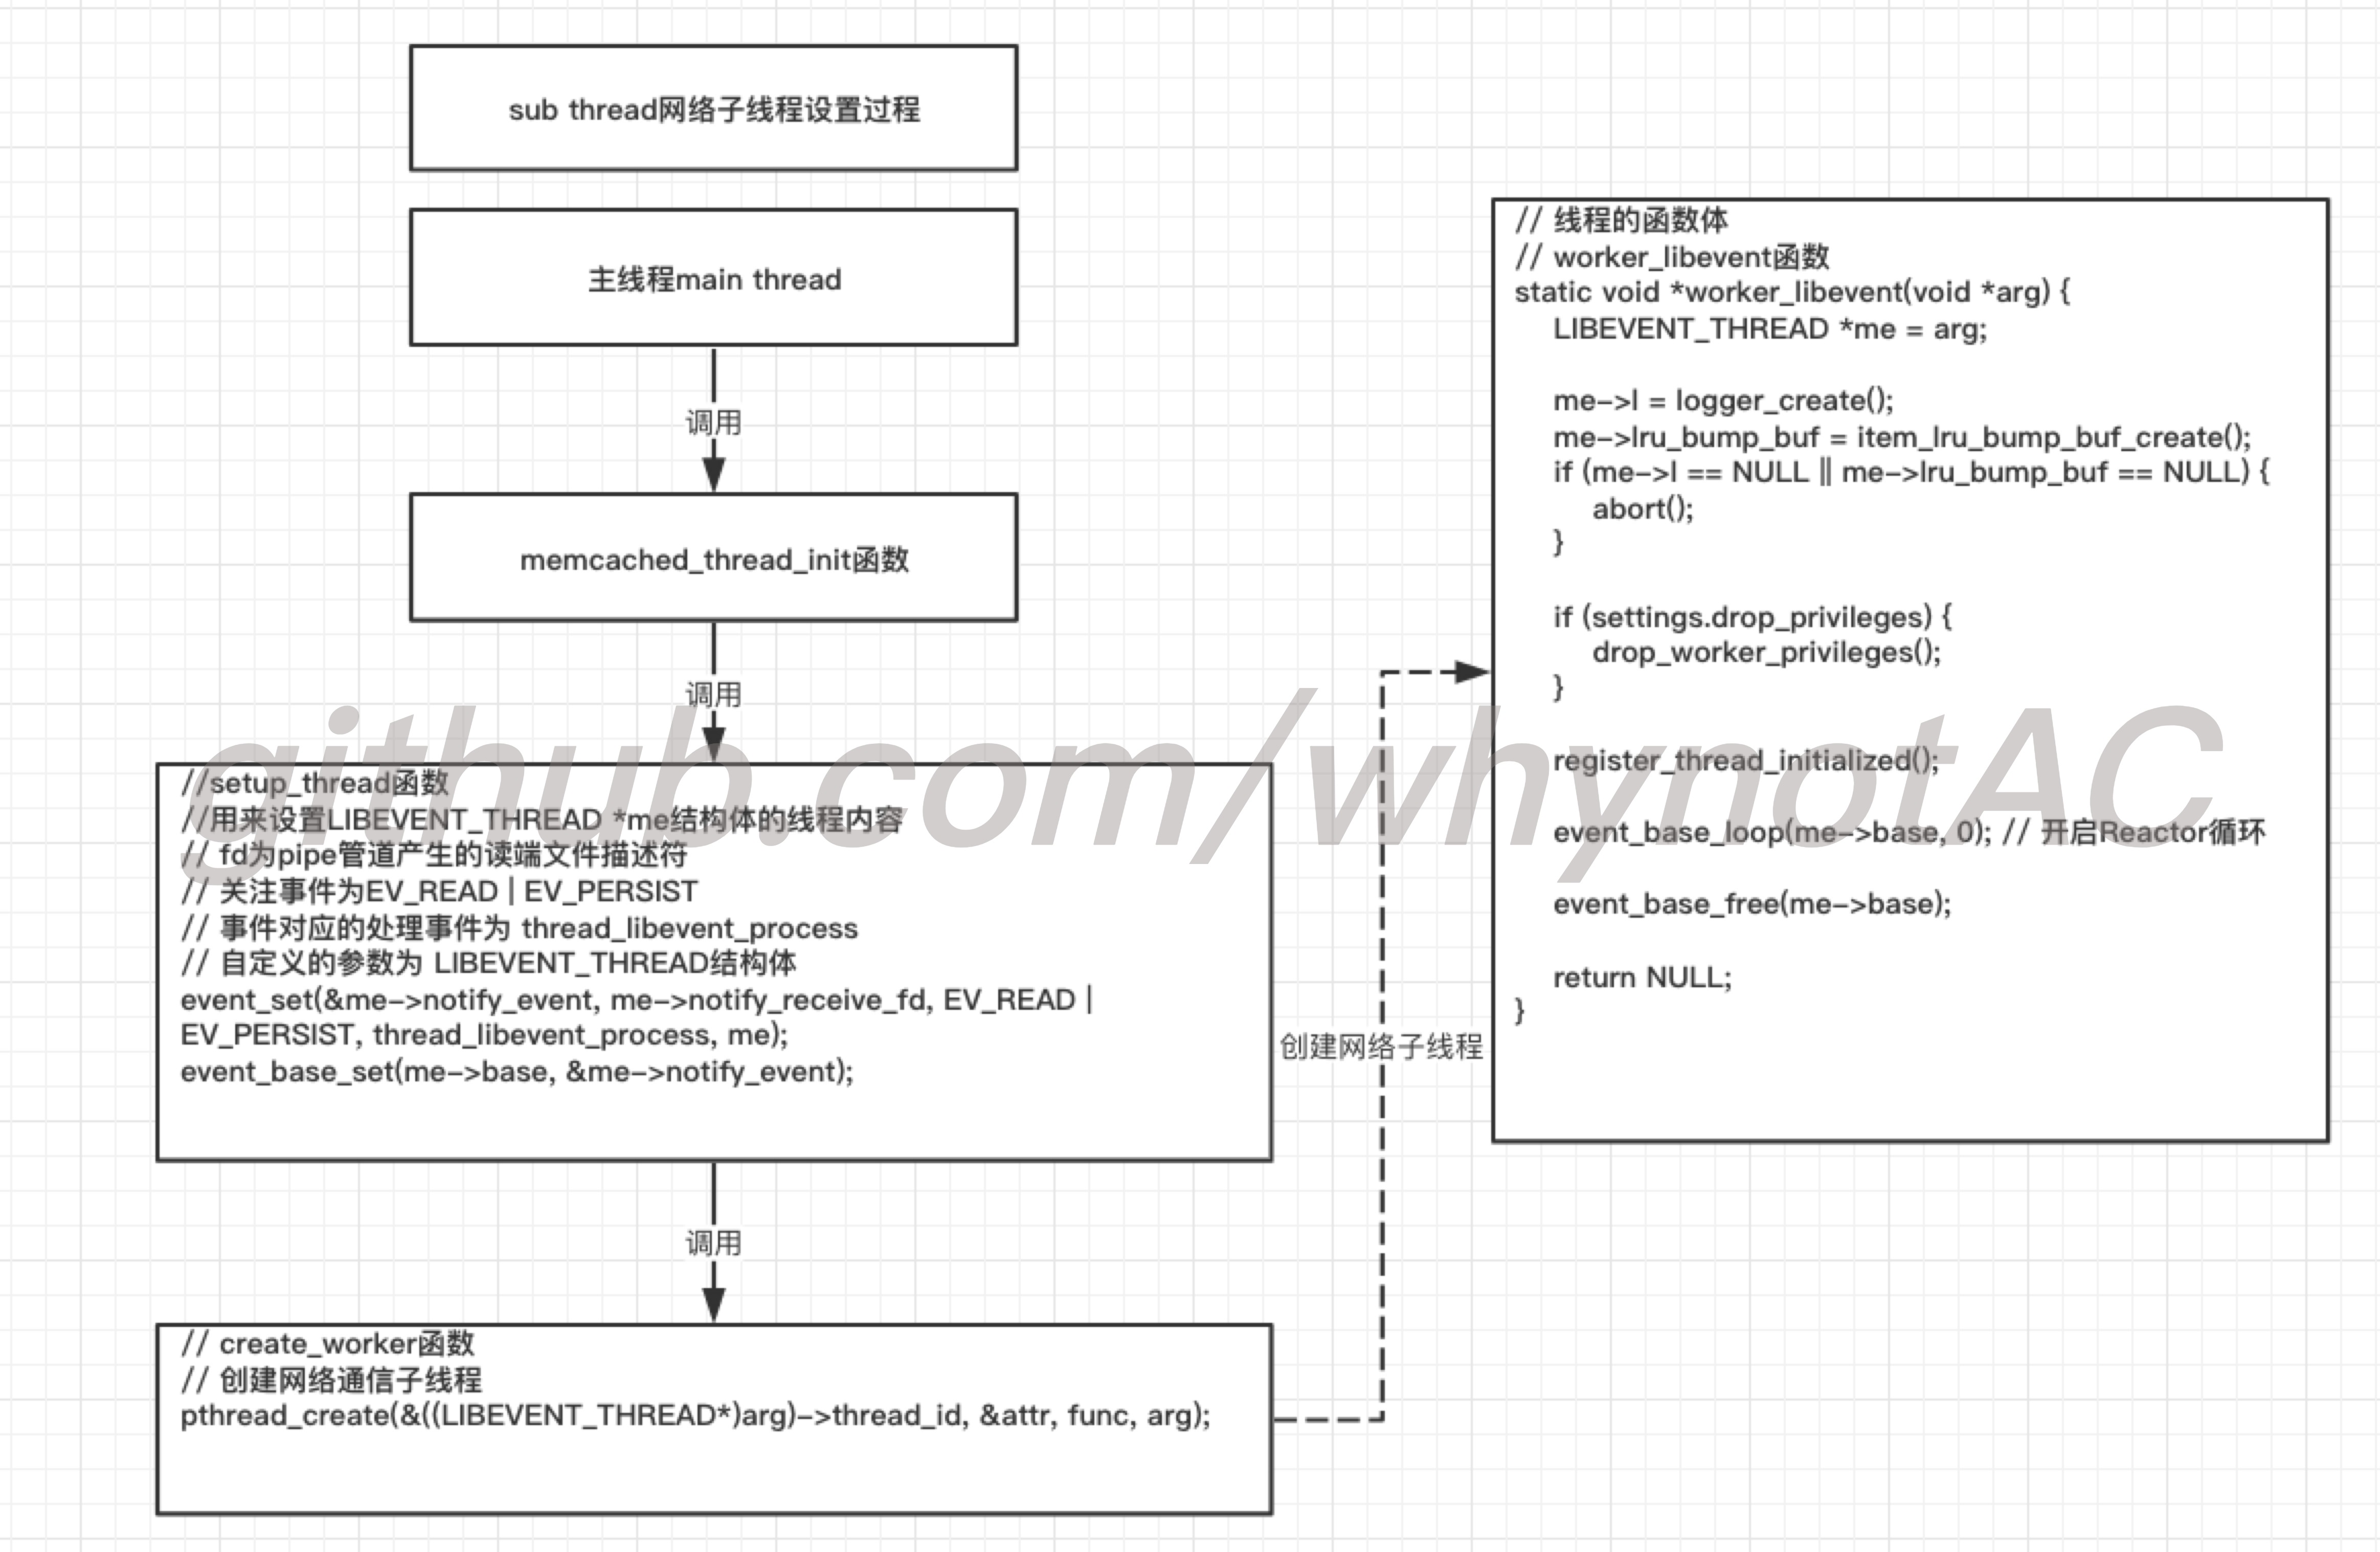 sub thread网络子线程设置过程
主线程main thread
调用
memcached_thread_init函数
调用
//setup_thread函数
//用来设置LIBEVENT_THREAD *me结构体的线程内容
// fd为pipe管道产生的读端文件描述符
// 关注事件为EV_READ | EV_PERSIST
// 事件对应的处理事件为 thread_libevent_process
// 自定义的参数为 LIBEVENT_THREAD结构体
event_set(&me->notify_event, me->notify_receive_fd, EV_READ |
EV_PERSIST, thread_libevent_process, me);
event_base_set(me->base, &me->notify_event);
调用
// create_worker函数
// 创建网络通信子线程
pthread_create(&((LIBEVENT_THREAD*)arg)->thread_id, &attr, func, arg);
创建网络子线程
// 线程的函数体
// worker_libevent函数
static void *worker_libevent(void *arg) {
LIBEVENT_THREAD *me = arg;
me->l = logger_create();
me->lru_bump_buf = item_lru_bump_buf_create();
if (me->l == NULL || me->lru_bump_buf == NULL) {
abort();
}
if (settings.drop_privileges) {
drop_worker_privileges();
}
register_thread_initialized();
event_base_loop(me->base, 0); // 开启Reactor循环
event_base_free(me->base);
return NULL;
}
github.com/whynotAC